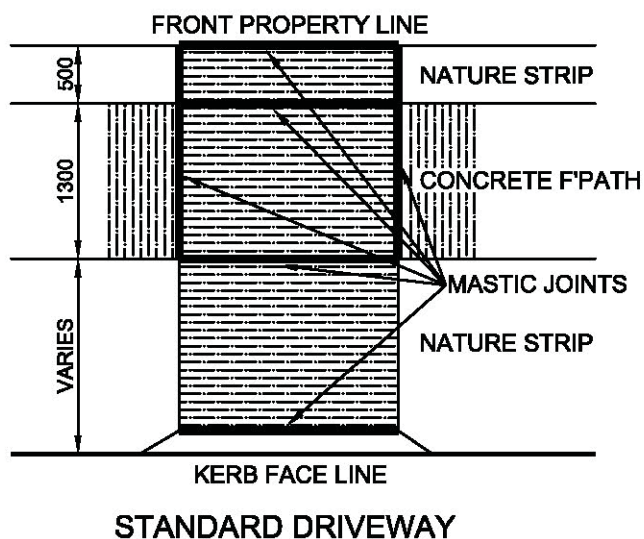 FRONT PROPERTY LINE
500
NATURE STRIP
1300
CONCRETE F'PATH
MASTIC JOINTS
VARIES
NATURE STRIP
KERB FACE LINE
STANDARD DRIVEWAY